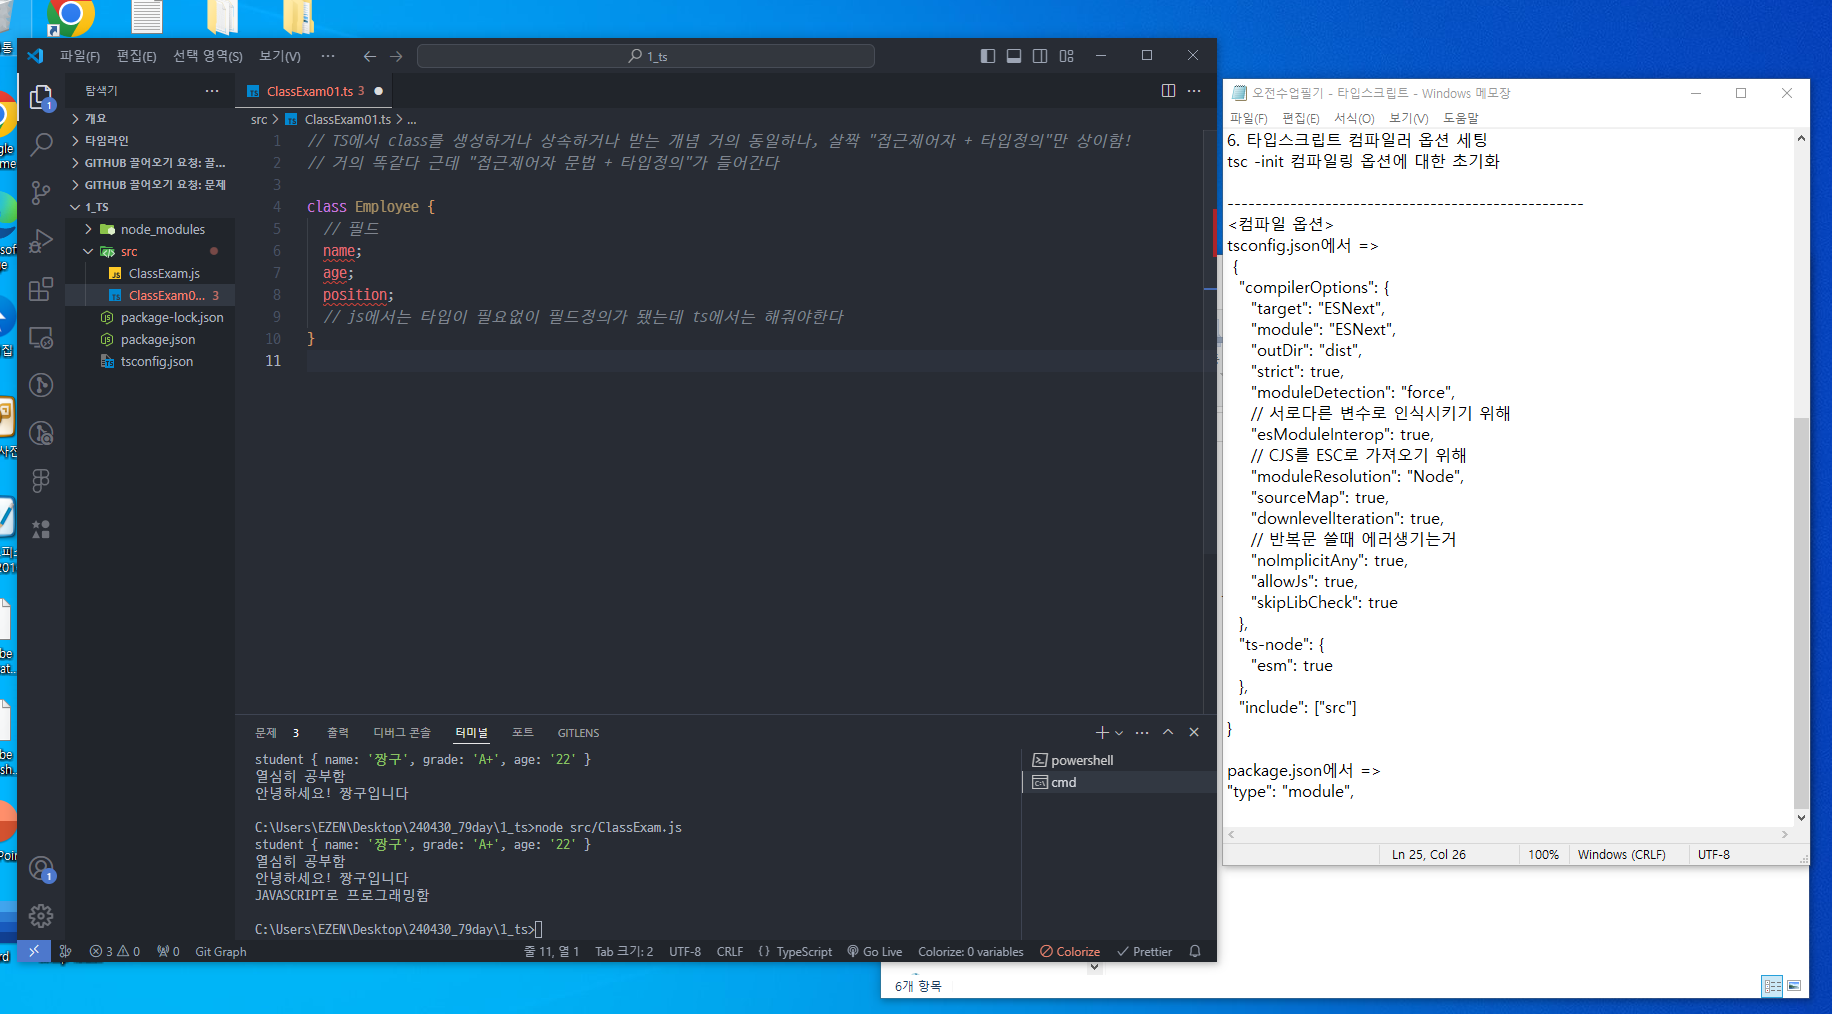 파일(F) 편집(E) 선택 영역(S) 보기(V) ··· 1_ts
탐색기 ···
개요
타임라인
GITHUB 끌어오기 요청: 끌...
GITHUB 끌어오기 요청: 문제
1_TS
node_modules
src
ClassExam.js
ClassExam0... 3
package-lock.json
package.json
tsconfig.json
ClassExam01.ts 3
src > ClassExam01.ts > ...
1 // TS에서 class를 생성하거나 상속하거나 받는 개념 거의 동일하나, 살짝 "접근제어자 + 타입정의"만 상이함!
2 // 거의 똑같다 근데 "접근제어자 문법 + 타입정의"가 들어간다
3
4 class Employee {
5 // 필드
6 name;
7 age;
8 position;
9 // js에서는 타입이 필요없이 필드정의가 됐는데 ts에서는 해줘야한다
10 }
11
문제 3 출력 디버그 콘솔 터미널 포트 GITLENS
student { name: '짱구', grade: 'A+', age: '22' }
열심히 공부함
안녕하세요! 짱구입니다
C:\Users\EZEN\Desktop\240430_79day\1_ts>node src/ClassExam.js
student { name: '짱구', grade: 'A+', age: '22' }
열심히 공부함
안녕하세요! 짱구입니다
JAVASCRIPT로 프로그래밍함
C:\Users\EZEN\Desktop\240430_79day\1_ts>
powershell
cmd
1
1
3 0 0 Git Graph 줄 11, 열 1 Tab 크기: 2 UTF-8 CRLF {} TypeScript Go Live Colorize: 0 variables Colorize Prettier
오전수업필기 - 타입스크립트 - Windows 메모장
파일(F) 편집(E) 서식(O) 보기(V) 도움말
6. 타입스크립트 컴파일러 옵션 세팅
tsc -init 컴파일링 옵션에 대한 초기화
---------------------------------------------------
<컴파일 옵션>
tsconfig.json에서 =>
{
"compilerOptions": {
"target": "ESNext",
"module": "ESNext",
"outDir": "dist",
"strict": true,
"moduleDetection": "force",
// 서로다른 변수로 인식시키기 위해
"esModuleInterop": true,
// CJS를 ESC로 가져오기 위해
"moduleResolution": "Node",
"sourceMap": true,
"downlevelIteration": true,
// 반복문 쓸때 에러생기는거
"noImplicitAny": true,
"allowJs": true,
"skipLibCheck": true
},
"ts-node": {
"esm": true
},
"include": ["src"]
}
package.json에서 =>
"type": "module",
Ln 25, Col 26 100% Windows (CRLF) UTF-8
6개 항목